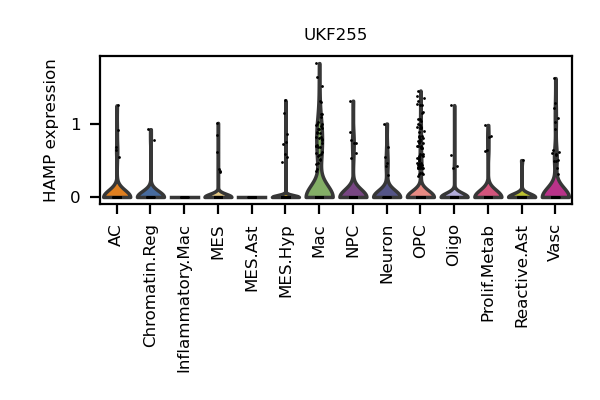 UKF255
HAMP expression
1
0
AC
Chromatin.Reg
Inflammatory.Mac
MES
MES.Ast
MES.Hyp
Mac
NPC
Neuron
OPC
Oligo
Prolif.Metab
Reactive.Ast
Vasc